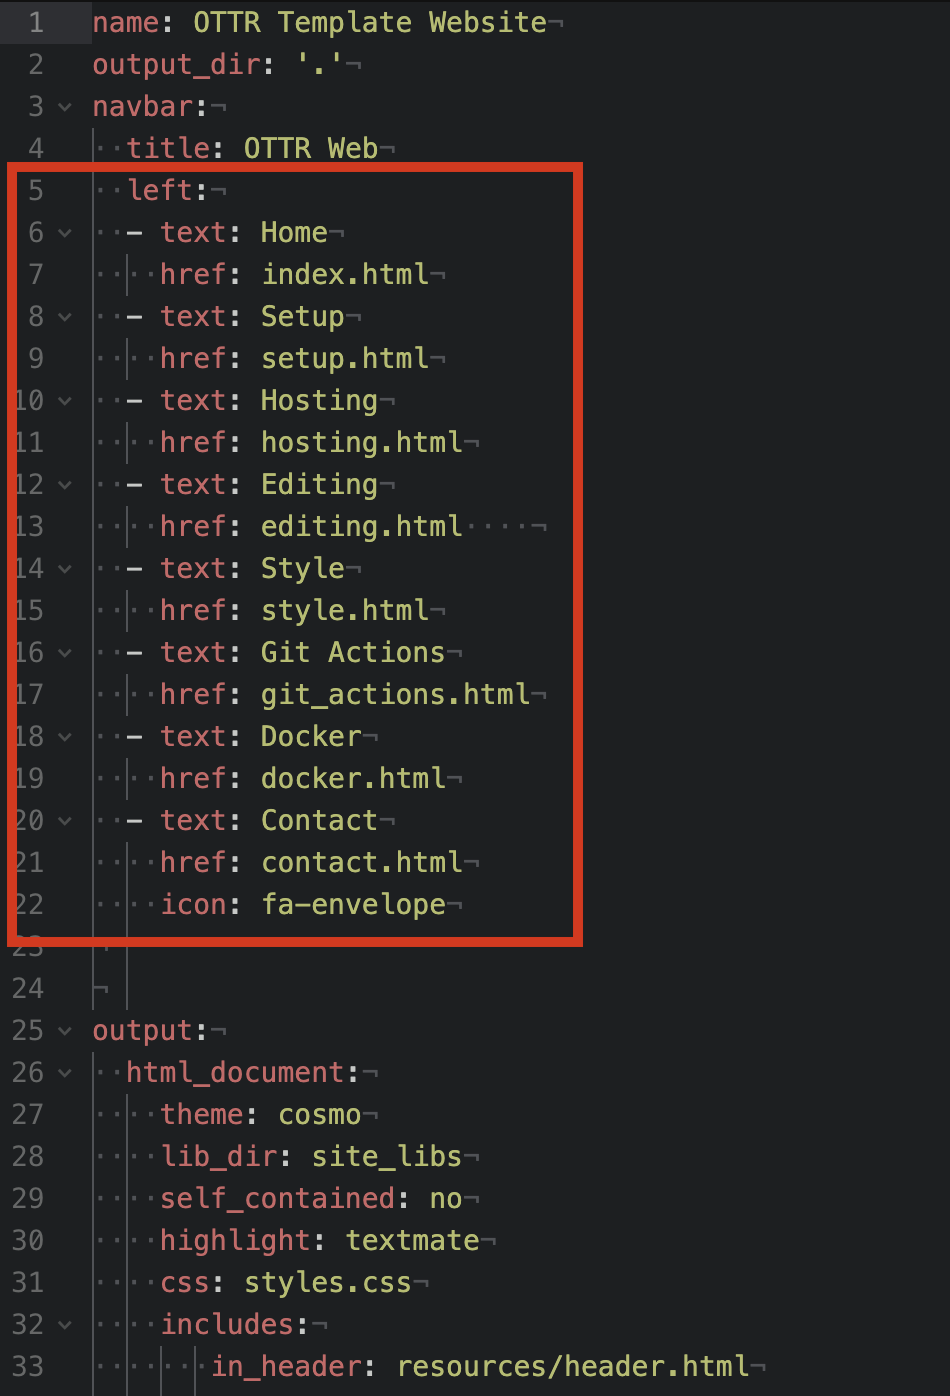 1 name: OTTR Template Website¬
2 output_dir: '.'¬
3 navbar:¬
4 ··title: OTTR Web¬
5 ··left:¬
6 ··- text: Home¬
7 ····href: index.html¬
8 ··- text: Setup¬
9 ····href: setup.html¬
10 ··- text: Hosting¬
11 ····href: hosting.html¬
12 ··- text: Editing¬
13 ····href: editing.html····¬
14 ··- text: Style¬
15 ····href: style.html¬
16 ··- text: Git Actions¬
17 ····href: git_actions.html¬
18 ··- text: Docker¬
19 ····href: docker.html¬
20 ··- text: Contact¬
21 ····href: contact.html¬
22 ····icon: fa-envelope¬
23
24 ¬
25 output:¬
26 ··html_document:¬
27 ····theme: cosmo¬
28 ····lib_dir: site_libs¬
29 ····self_contained: no¬
30 ····highlight: textmate¬
31 ····css: styles.css¬
32 ····includes:¬
33 ·······in_header: resources/header.html¬